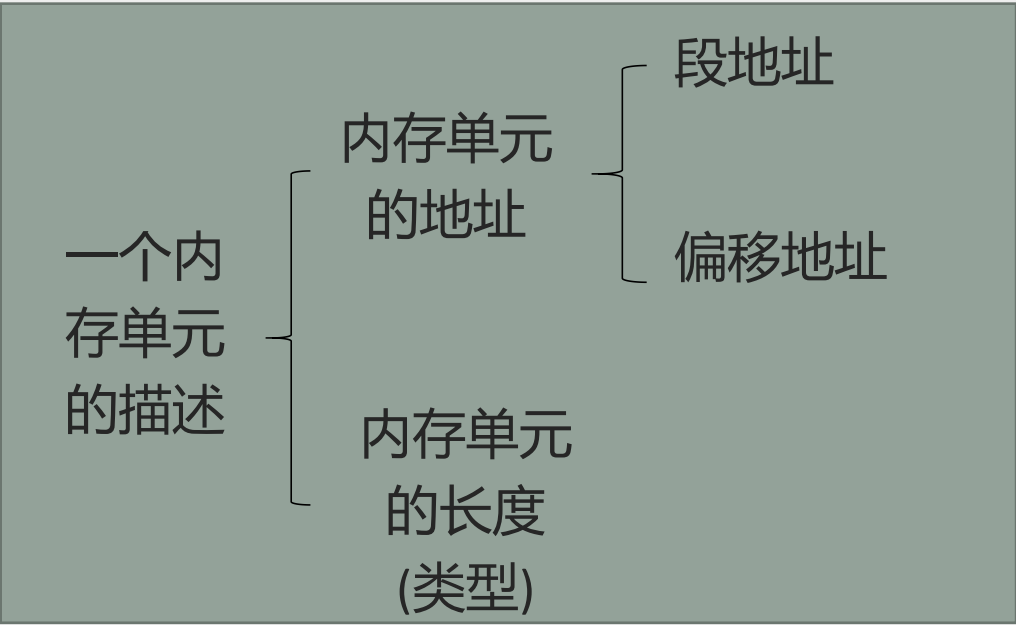 一个内
存单元
的描述
内存单元
的地址
段地址
偏移地址
内存单元
的长度
(类型)